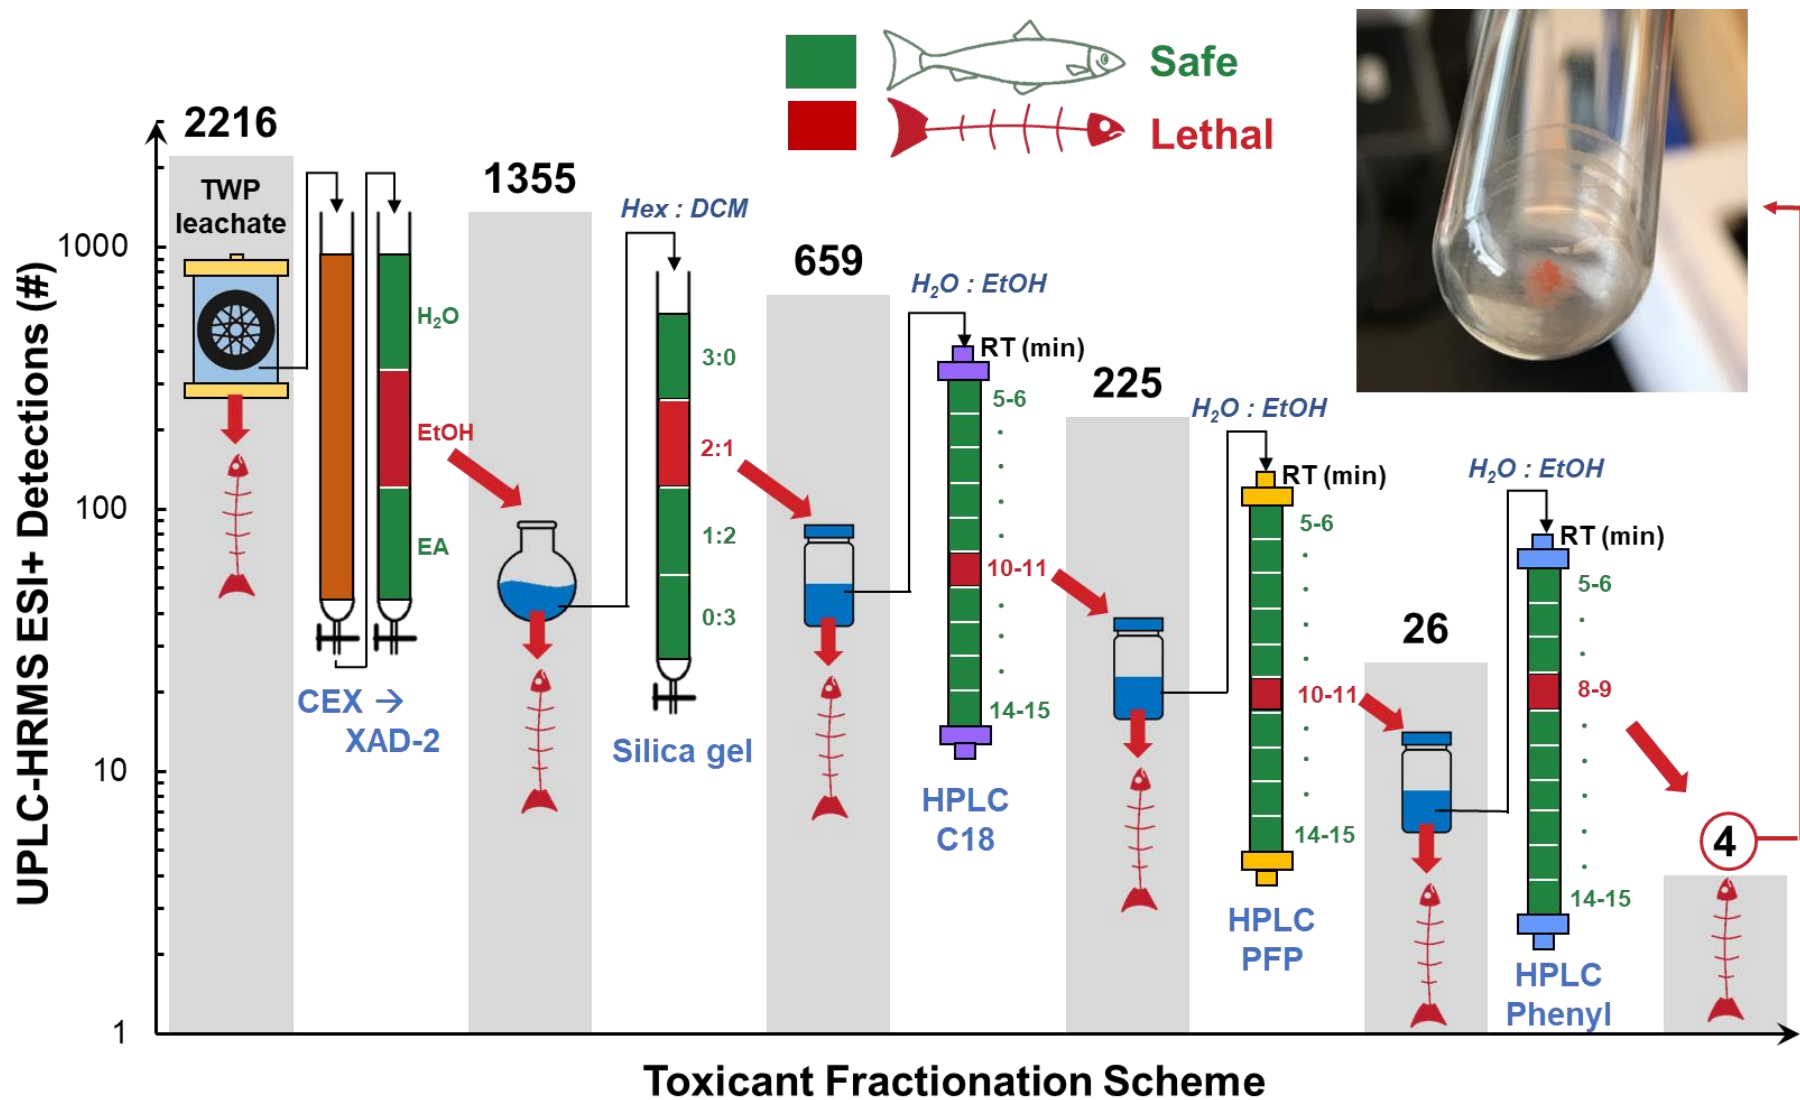 Safe
Lethal
UPLC-HRMS ESI+ Detections (#)
1000
100
10
1
2216
TWP
leachate
H₂O
EtOH
EA
CEX →
XAD-2
1355
Hex : DCM
3:0
2:1
1:2
0:3
Silica gel
659
H₂O : EtOH
RT (min)
5-6
10-11
14-15
HPLC
C18
225
H₂O : EtOH
RT (min)
5-6
10-11
14-15
HPLC
PFP
26
H₂O : EtOH
RT (min)
5-6
8-9
14-15
HPLC
Phenyl
4
Toxicant Fractionation Scheme